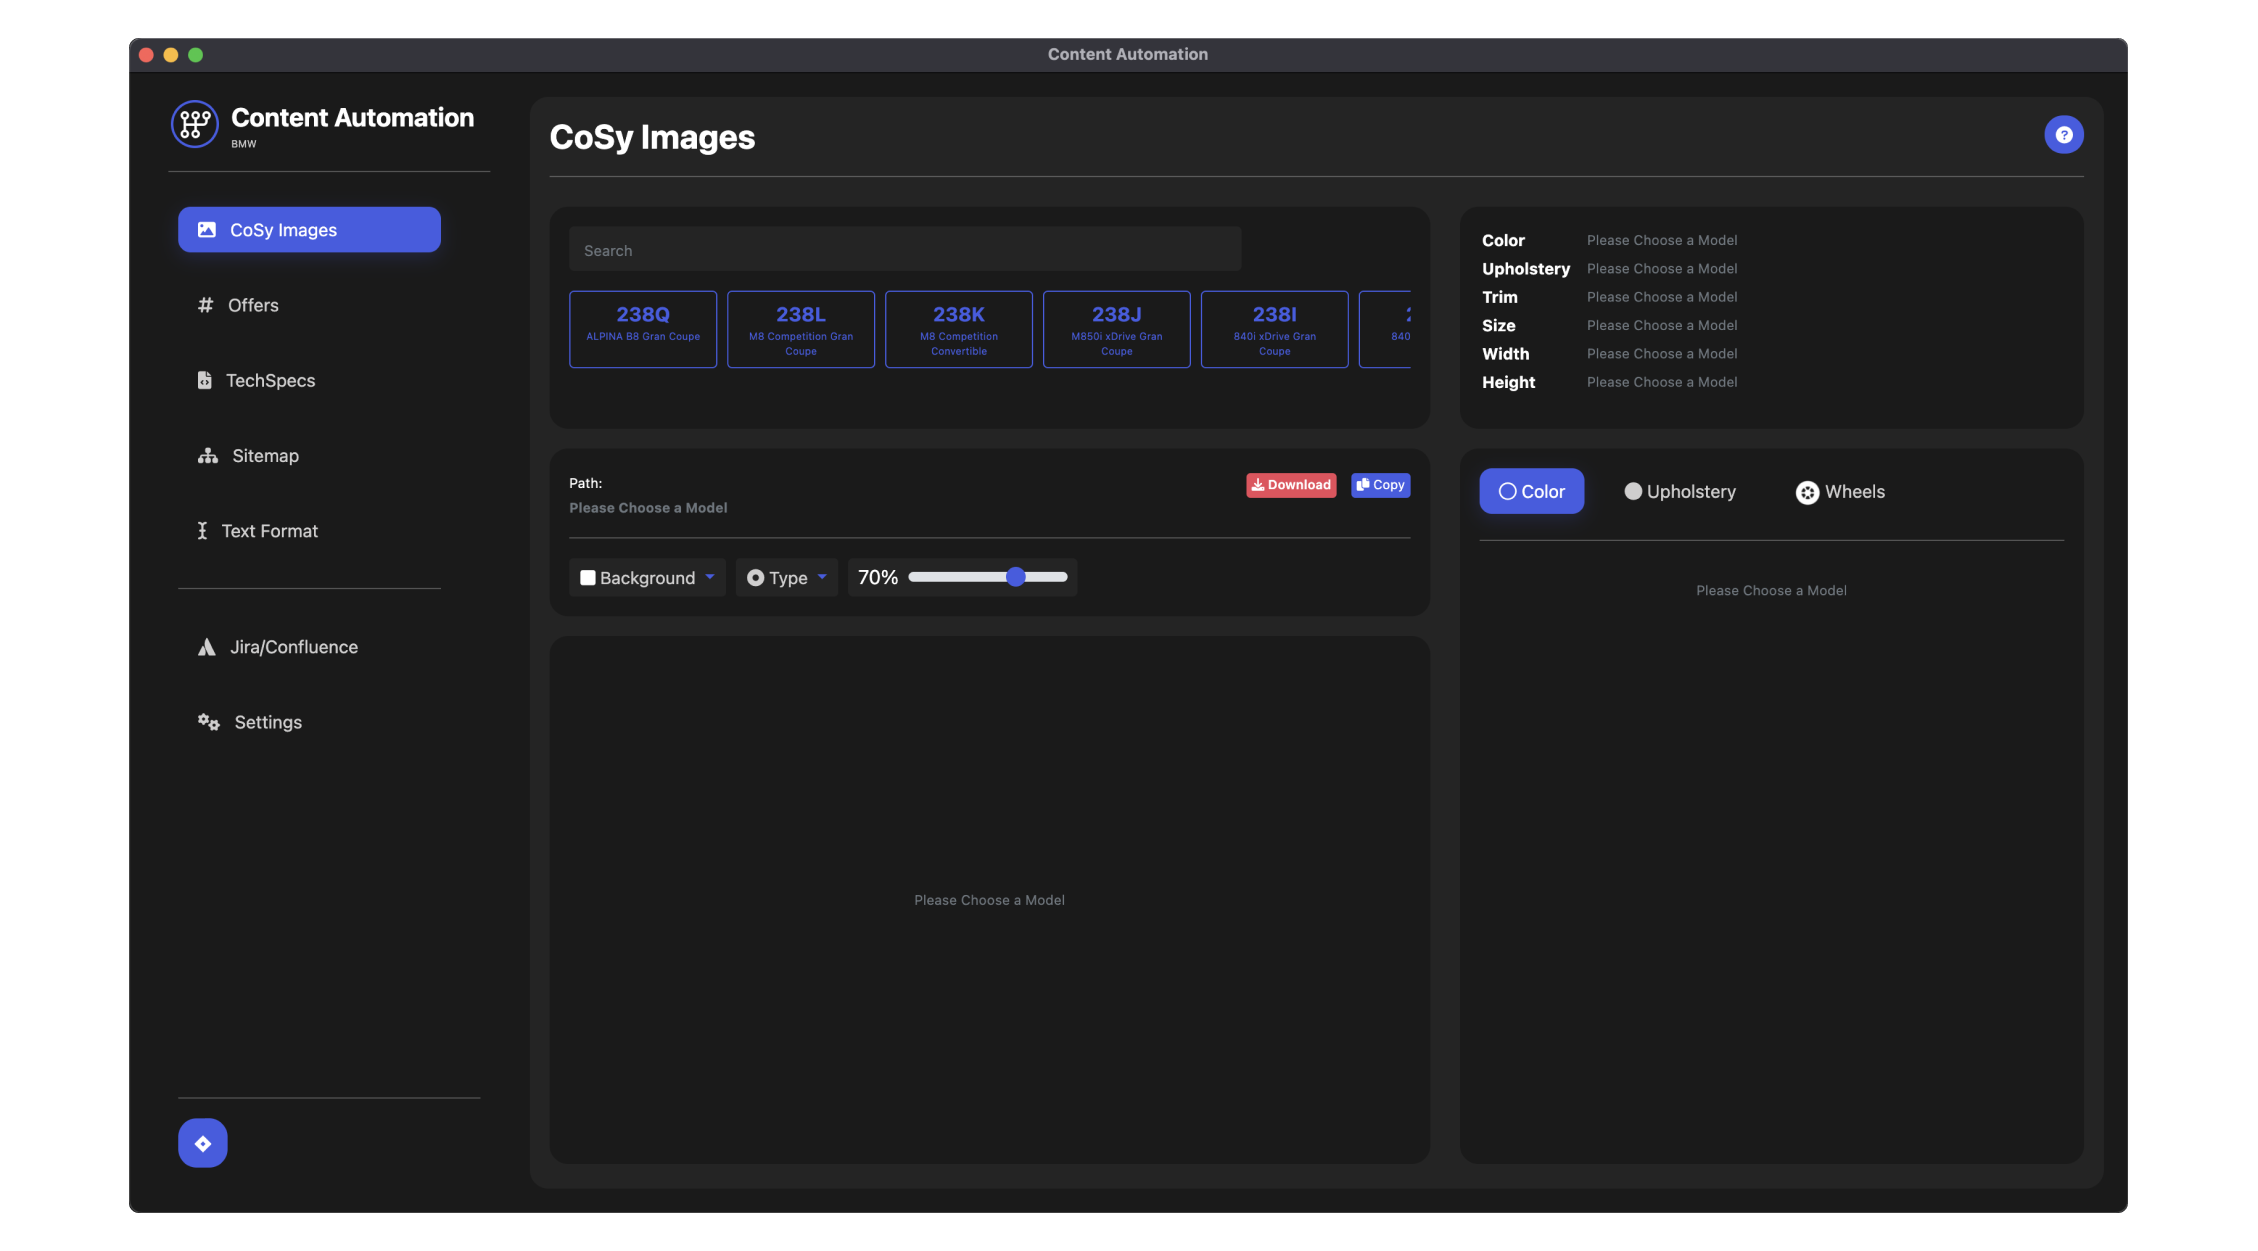 Content Automation
Content Automation
BMW
CoSy Images
Offers
TechSpecs
Sitemap
Text Format
Jira/Confluence
Settings
CoSy Images
?
Search
238Q
ALPINA B8 Gran Coupe
238L
M8 Competition Gran
Coupe
238K
M8 Competition
Convertible
238J
M850i xDrive Gran
Coupe
238I
840i xDrive Gran
Coupe
840
Color Please Choose a Model
Upholstery Please Choose a Model
Trim Please Choose a Model
Size Please Choose a Model
Width Please Choose a Model
Height Please Choose a Model
Path:
Please Choose a Model
Download
Copy
Background
Type
70%
Please Choose a Model
Color
Upholstery
Wheels
Please Choose a Model